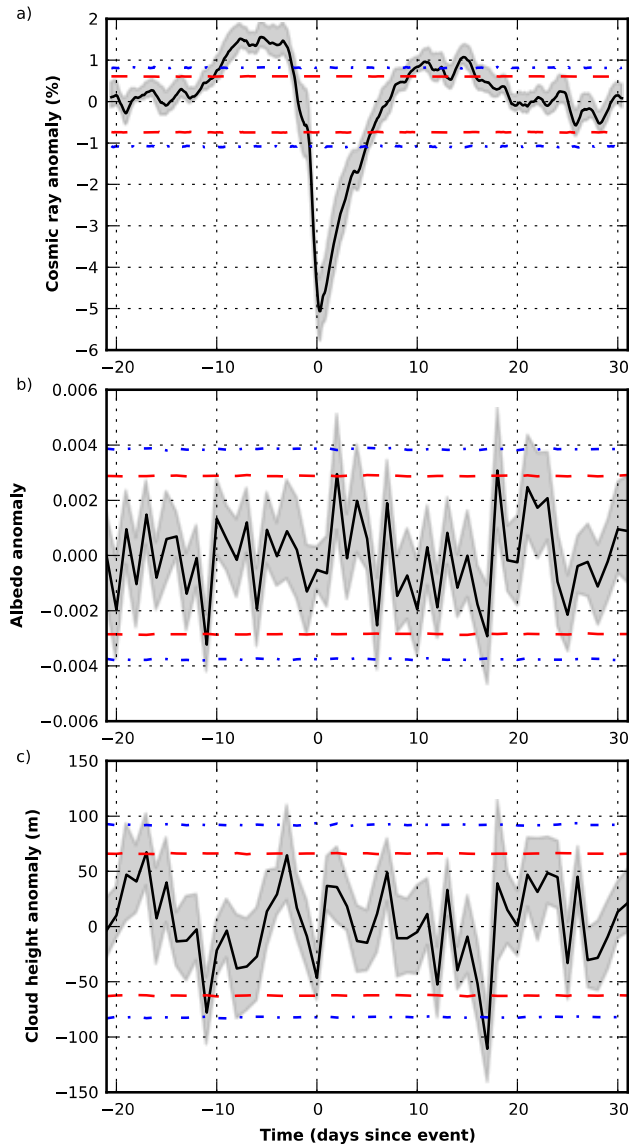 a)
2
1
0
−1
−2
−3
−4
−5
−6
Cosmic ray anomaly (%)
−20 −10 0 10 20 30
b)
0.006
0.004
0.002
0.000
−0.002
−0.004
−0.006
Albedo anomaly
−20 −10 0 10 20 30
c)
150
100
50
0
−50
−100
−150
Cloud height anomaly (m)
−20 −10 0 10 20 30
Time (days since event)